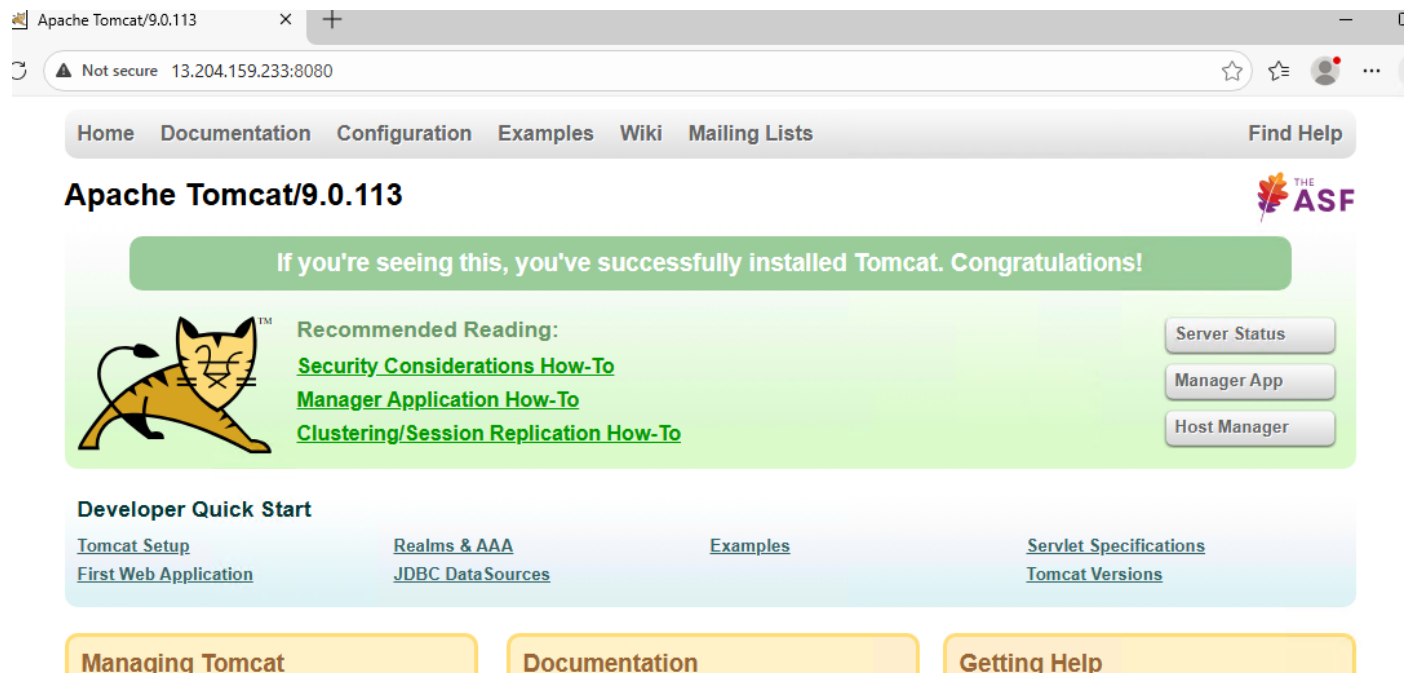 Apache Tomcat/9.0.113
Not secure 13.204.159.233:8080
Home Documentation Configuration Examples Wiki Mailing Lists Find Help
Apache Tomcat/9.0.113
THE
ASF
If you're seeing this, you've successfully installed Tomcat. Congratulations!
TM
Recommended Reading:
Security Considerations How-To
Manager Application How-To
Clustering/Session Replication How-To
Server Status
Manager App
Host Manager
Developer Quick Start
Tomcat Setup
First Web Application
Realms & AAA
JDBC DataSources
Examples
Servlet Specifications
Tomcat Versions
Managing Tomcat
Documentation
Getting Help